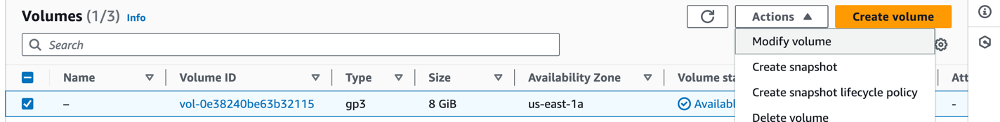 Volumes (1/3) Info
Actions
Create volume
Search
Modify volume
Create snapshot
Create snapshot lifecycle policy
Delete volume
Name Volume ID Type Size Availability Zone Volume sta Att
– vol-0e38240be63b32115 gp3 8 GiB us-east-1a Availabl -